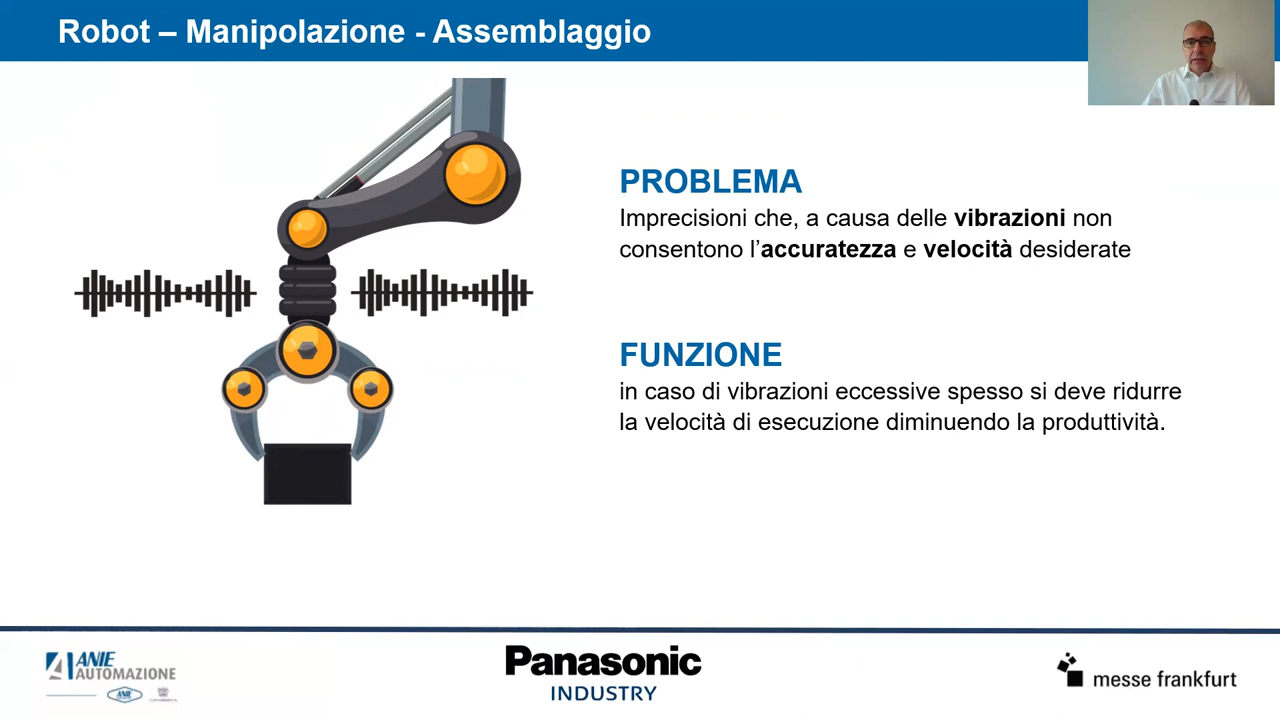 Robot – Manipolazione - Assemblaggio
PROBLEMA
Imprecisioni che, a causa delle vibrazioni non
consentono l’accuratezza e velocità desiderate
FUNZIONE
in caso di vibrazioni eccessive spesso si deve ridurre
la velocità di esecuzione diminuendo la produttività.
ANIE
AUTOMAZIONE
ANIE
Panasonic
INDUSTRY
messe frankfurt